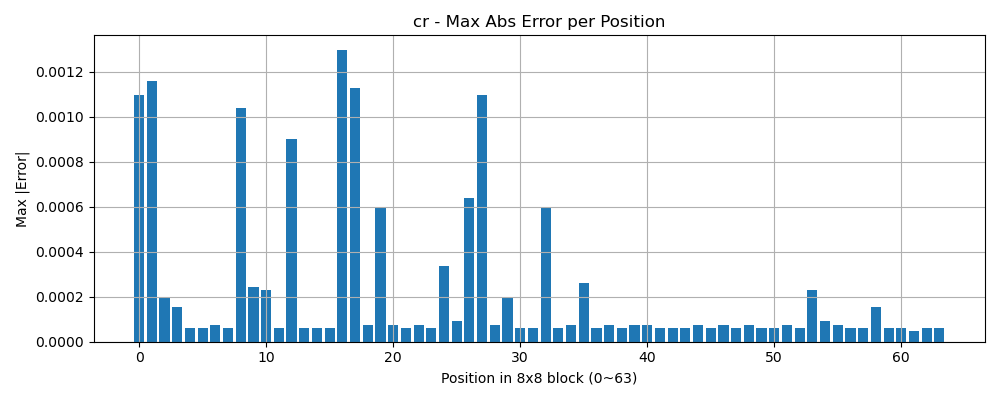 cr - Max Abs Error per Position
Max |Error|
0.0012
0.0010
0.0008
0.0006
0.0004
0.0002
0.0000
0 10 20 30 40 50 60
Position in 8x8 block (0~63)